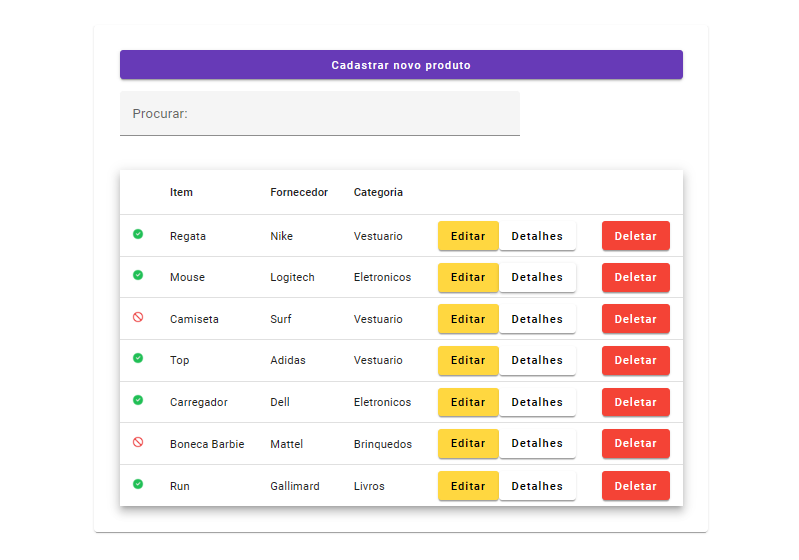 Cadastrar novo produto
Procurar:
Item Fornecedor Categoria
Regata Nike Vestuario Editar Detalhes Deletar
Mouse Logitech Eletronicos Editar Detalhes Deletar
Camiseta Surf Vestuario Editar Detalhes Deletar
Top Adidas Vestuario Editar Detalhes Deletar
Carregador Dell Eletronicos Editar Detalhes Deletar
Boneca Barbie Mattel Brinquedos Editar Detalhes Deletar
Run Gallimard Livros Editar Detalhes Deletar